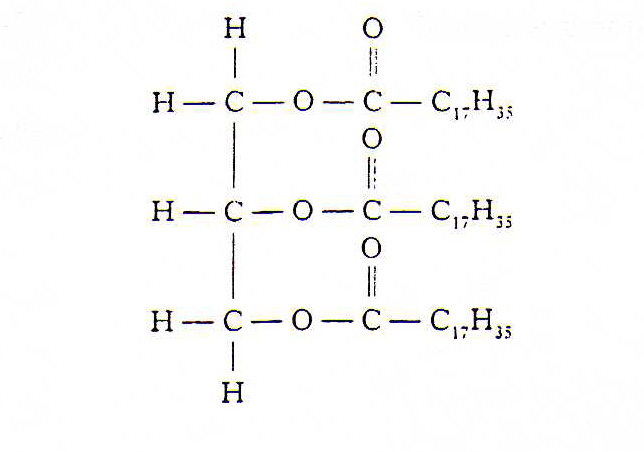 H O
H — C — O — C — C₁₇H₃₅
O
H — C — O — C — C₁₇H₃₅
O
H — C — O — C — C₁₇H₃₅
H